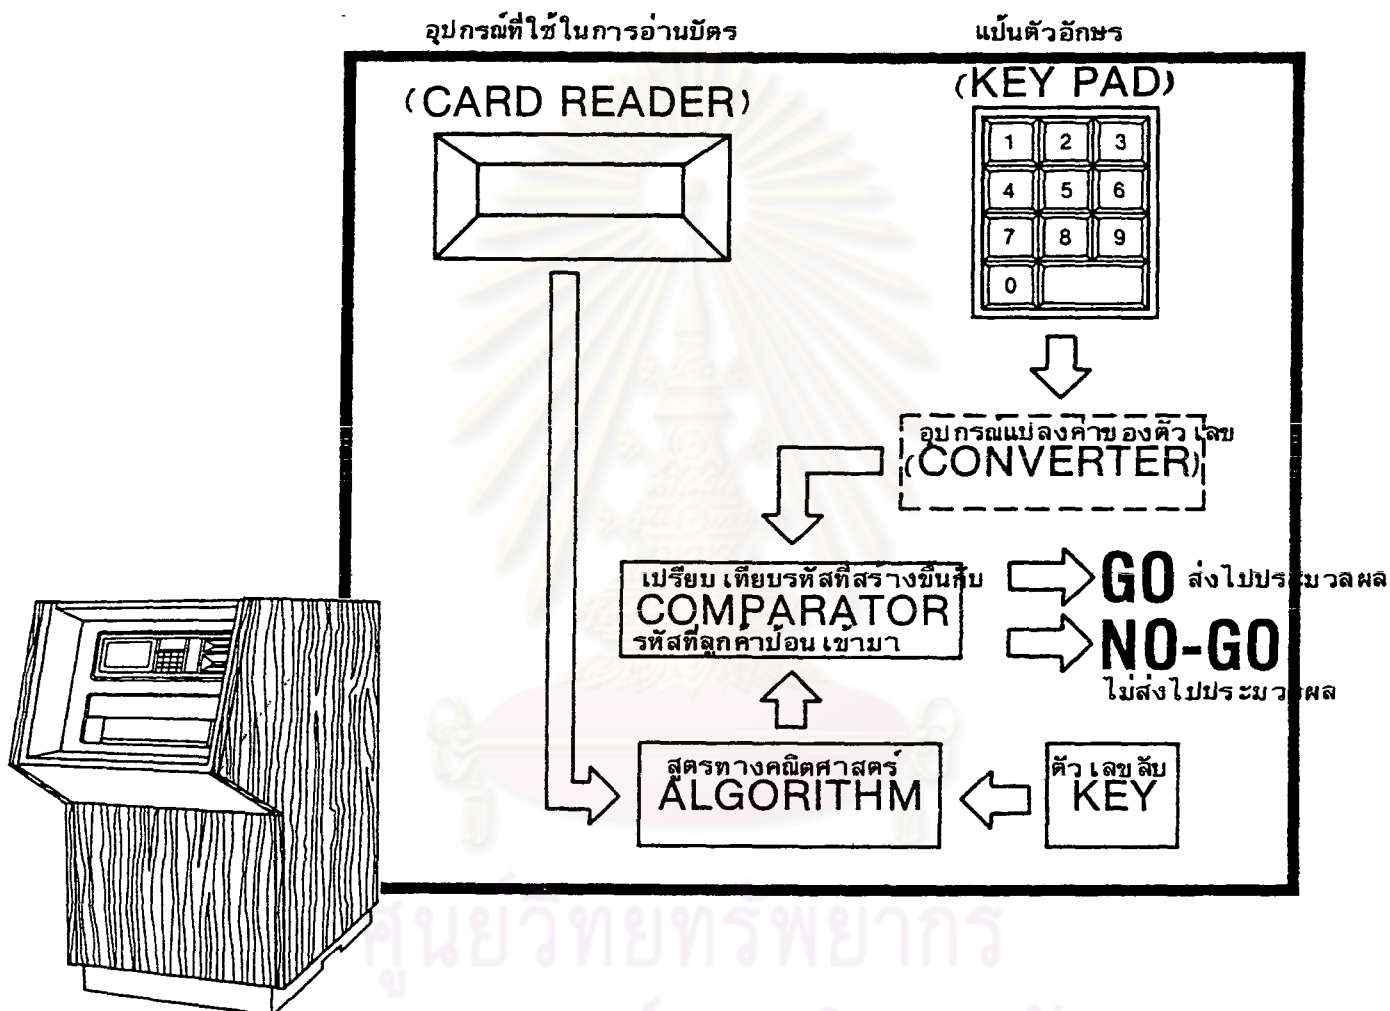 อุปกรณ์ที่ใช้ในการอ่านบัตร
(CARD READER)
แป้นตัวอักษร
(KEY PAD)
1 2 3
4 5 6
7 8 9
0
อุปกรณ์แปลงค่าของตัวเลข
(CONVERTER)
เปรียบเทียบรหัสที่สร้างขึ้นกับ
COMPARATOR
รหัสที่ลูกค้าป้อนเข้ามา
GO ส่งไปประมวลผล
NO-GO
ไม่ส่งไปประมวลผล
สูตรทางคณิตศาสตร์
ALGORITHM
ตัวเลขลับ
KEY
ศูนย์วิทยทรัพยากร